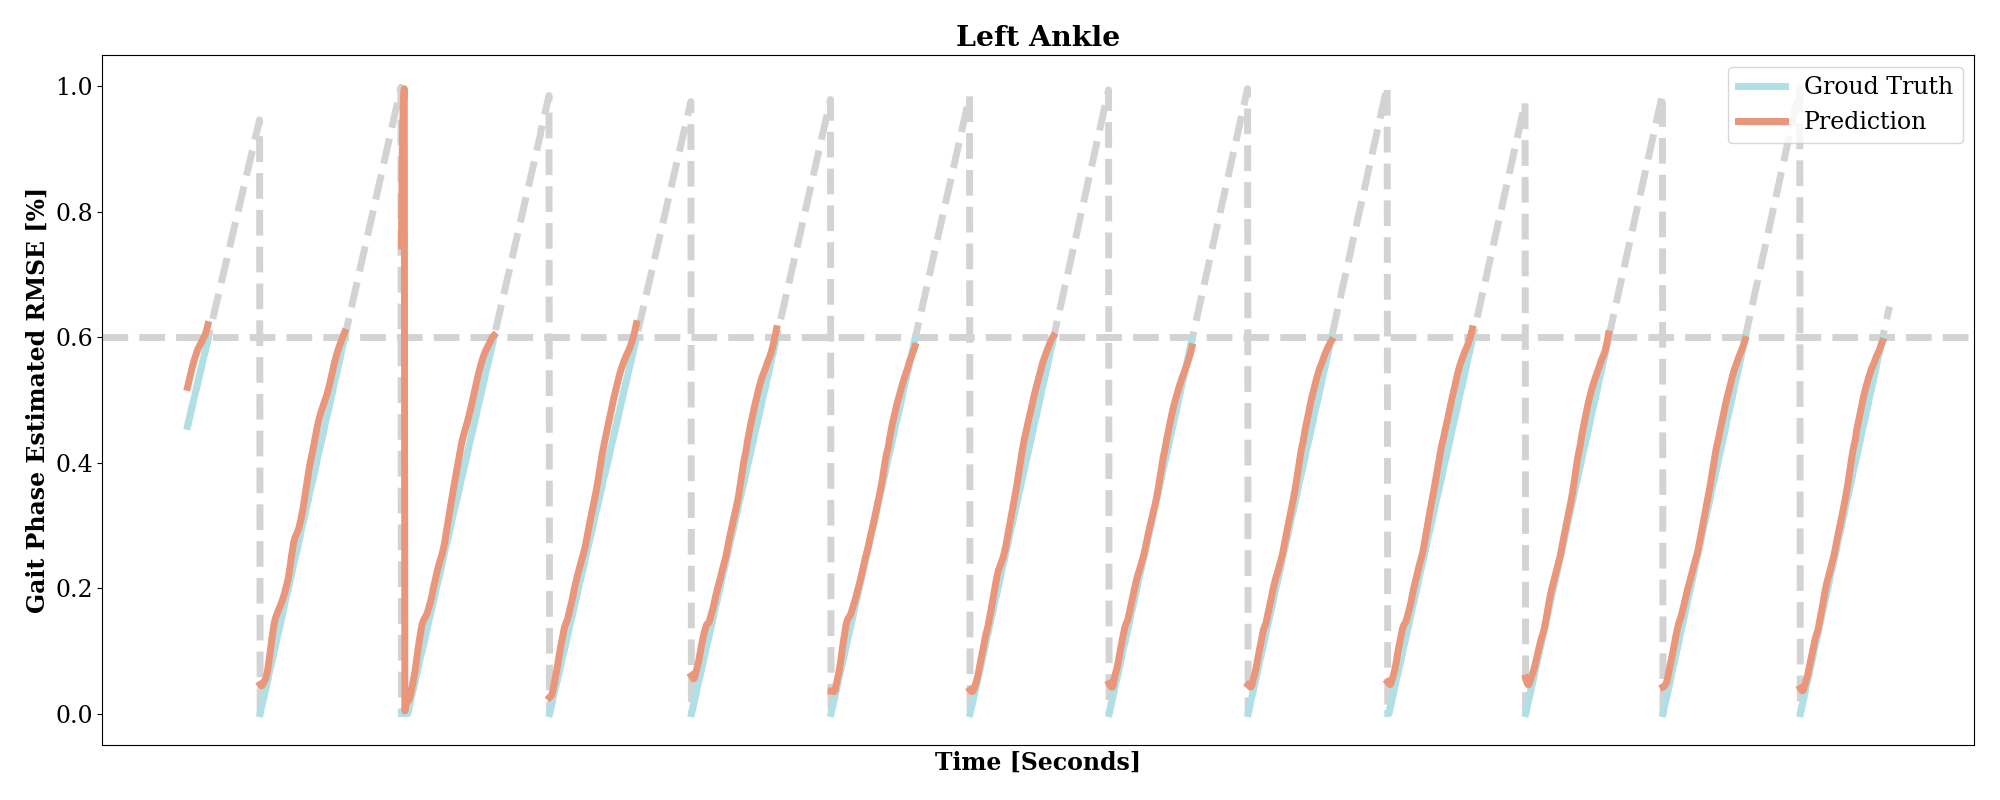 Left Ankle
Groud Truth
Prediction
Gait Phase Estimated RMSE [%]
1.0
0.8
0.6
0.4
0.2
0.0
Time [Seconds]